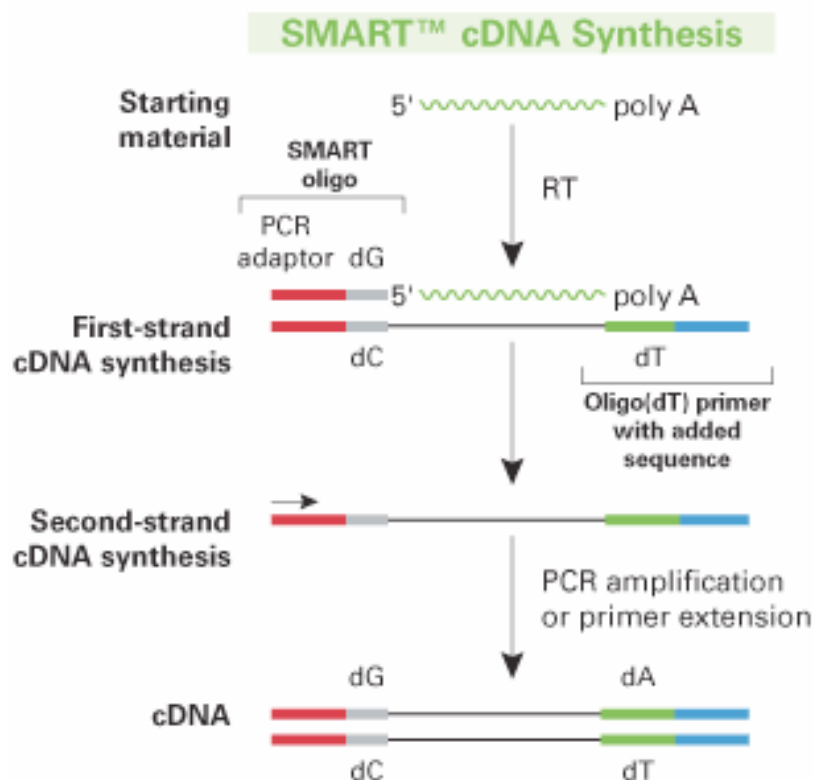 SMART™ cDNA Synthesis
Starting
material
5'
poly A
SMART
oligo
RT
PCR
adaptor
dG
5'
poly A
First-strand
cDNA synthesis
dC
dT
Oligo(dT) primer
with added
sequence
Second-strand
cDNA synthesis
PCR amplification
or primer extension
dG
dA
cDNA
dC
dT